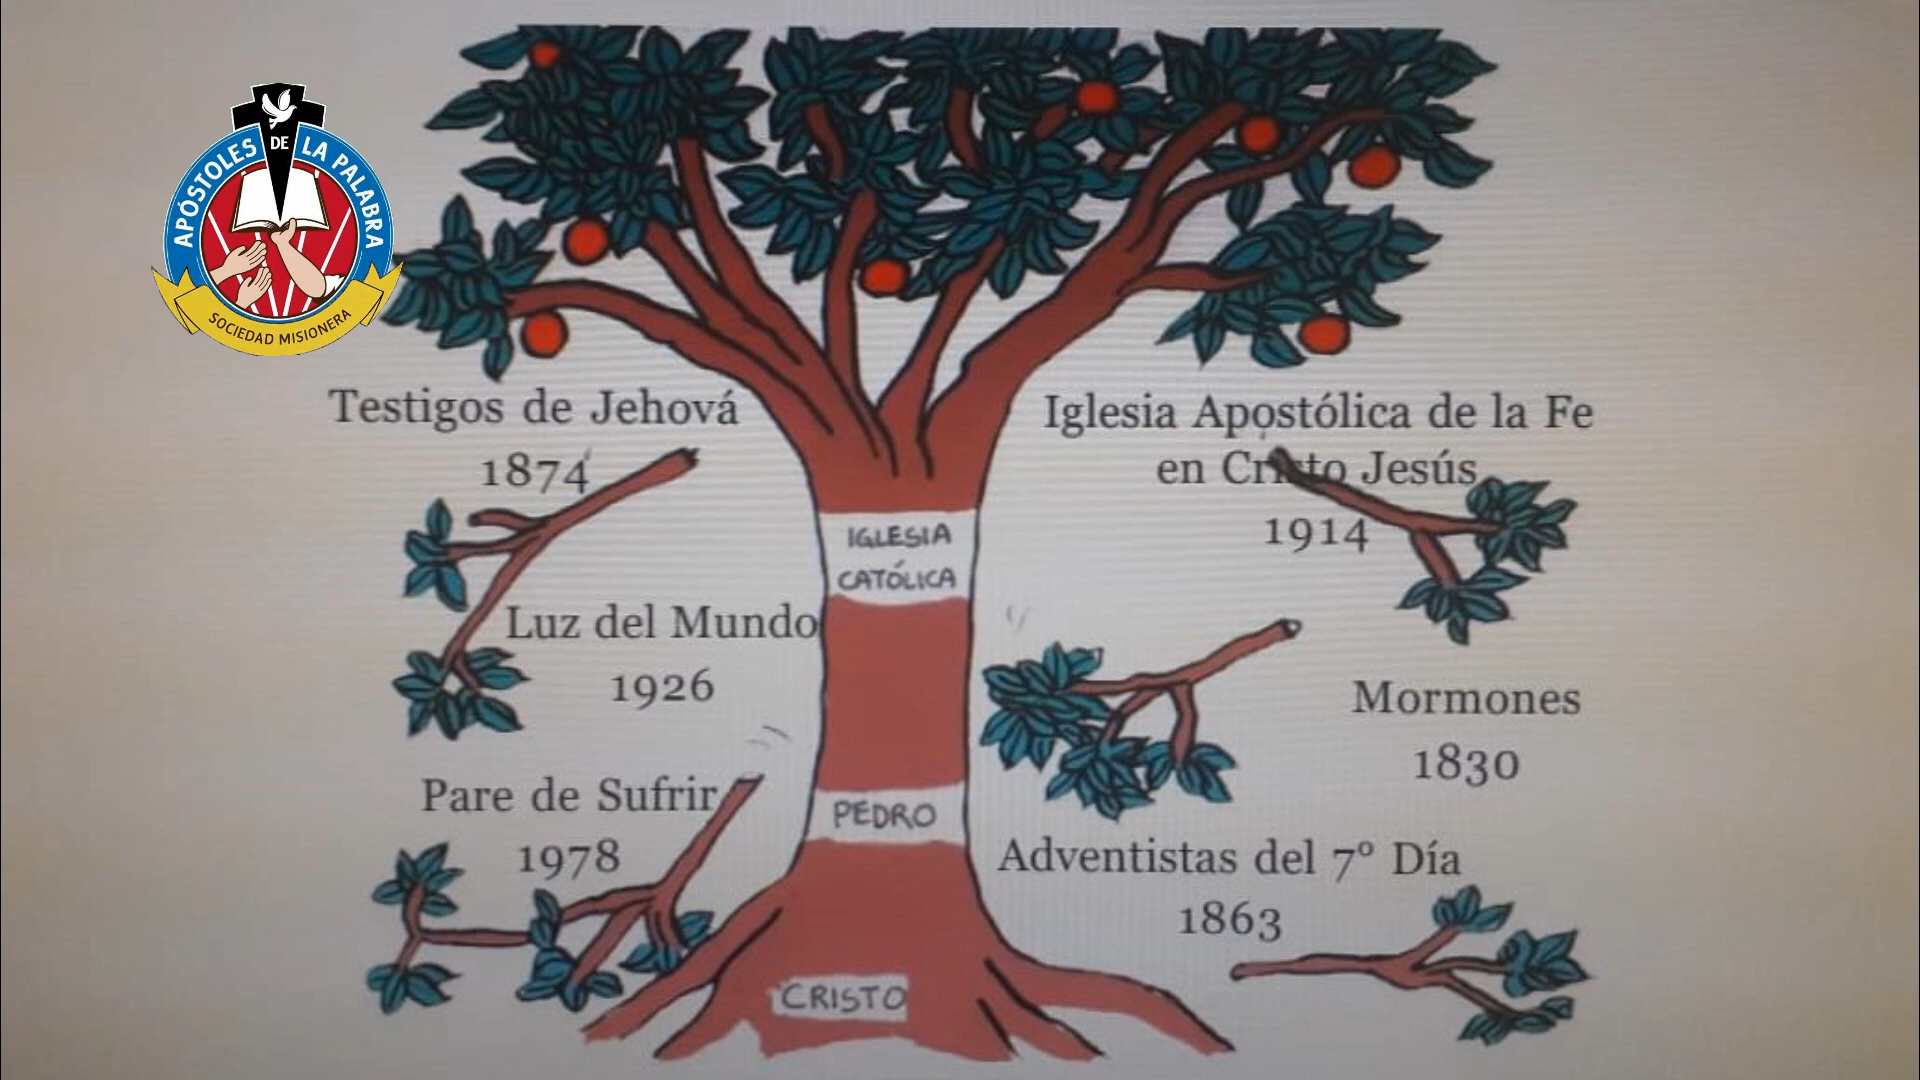 APÓSTOLES DE LA PALABRA
SOCIEDAD MISIONERA
Testigos de Jehová
1874
Iglesia Apostólica de la Fe
en Cristo Jesús
1914
IGLESIA
CATÓLICA
Luz del Mundo
1926
Mormones
1830
Pare de Sufrir
1978
PEDRO
Adventistas del 7º Día
1863
CRISTO